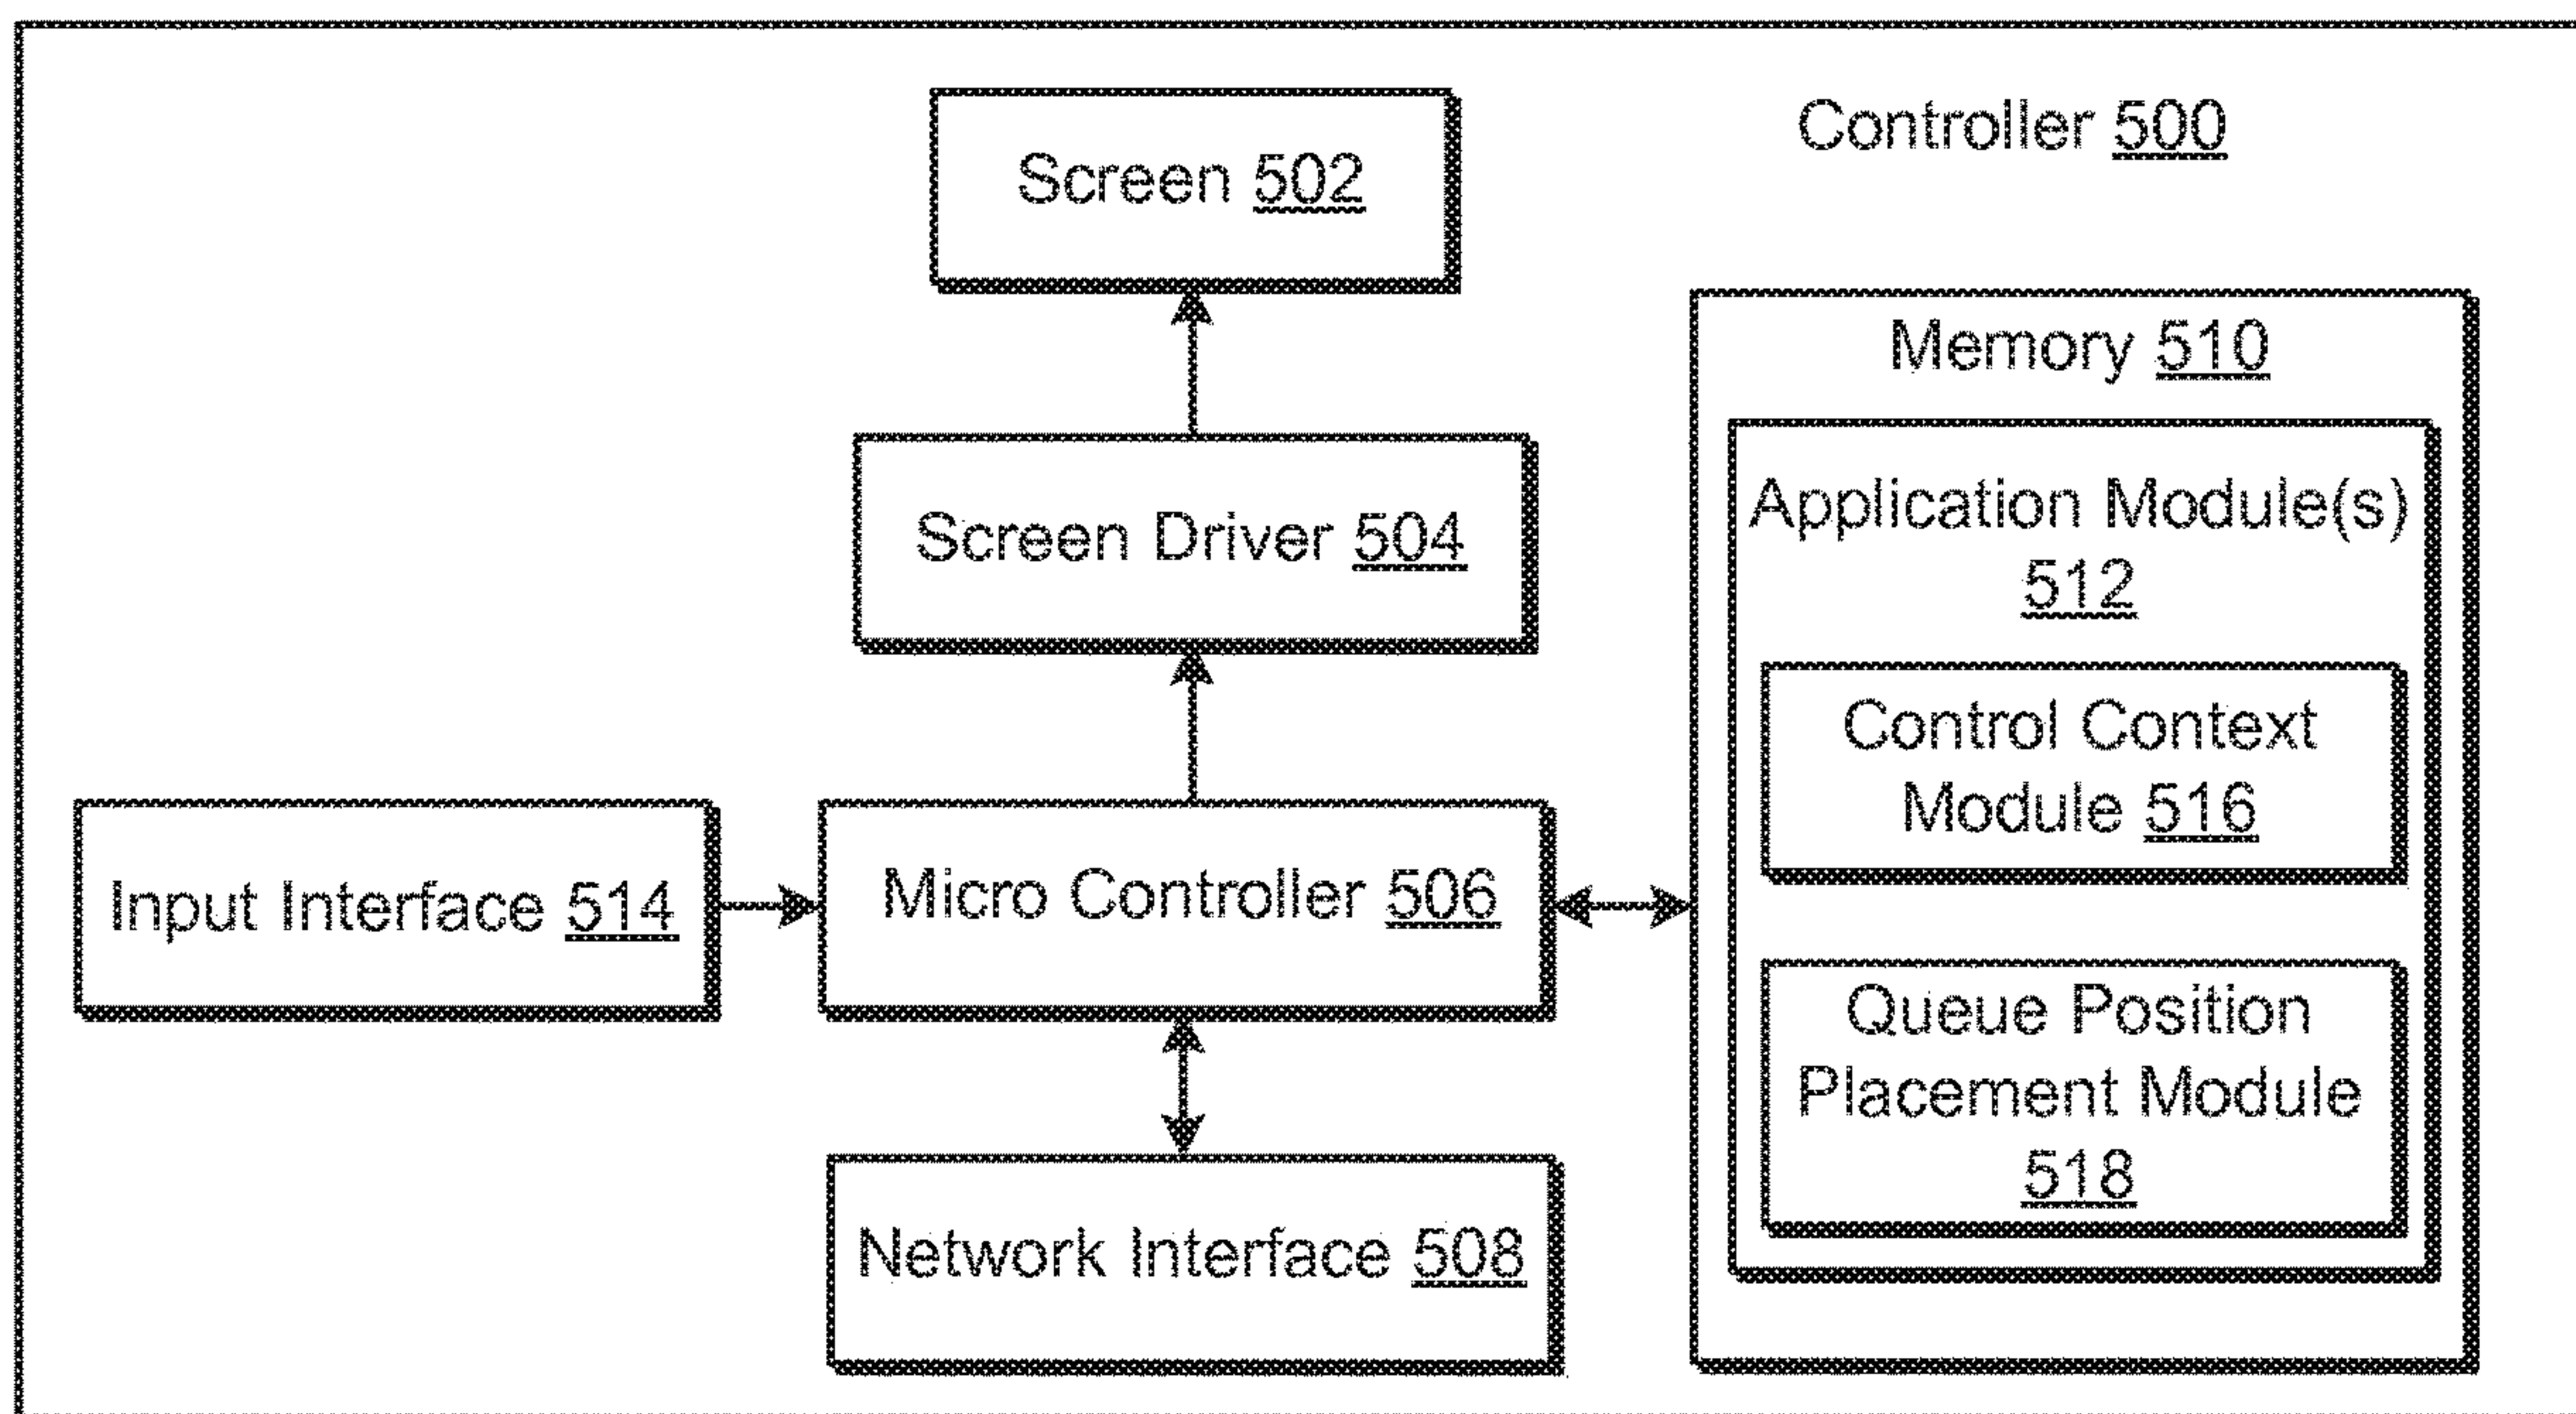 Controller 500
Screen 502
Memory 510
Screen Driver 504
Application Module(s)
512
Control Context
Module 516
Input Interface 514
Micro Controller 506
Queue Position
Placement Module
518
Network Interface 508